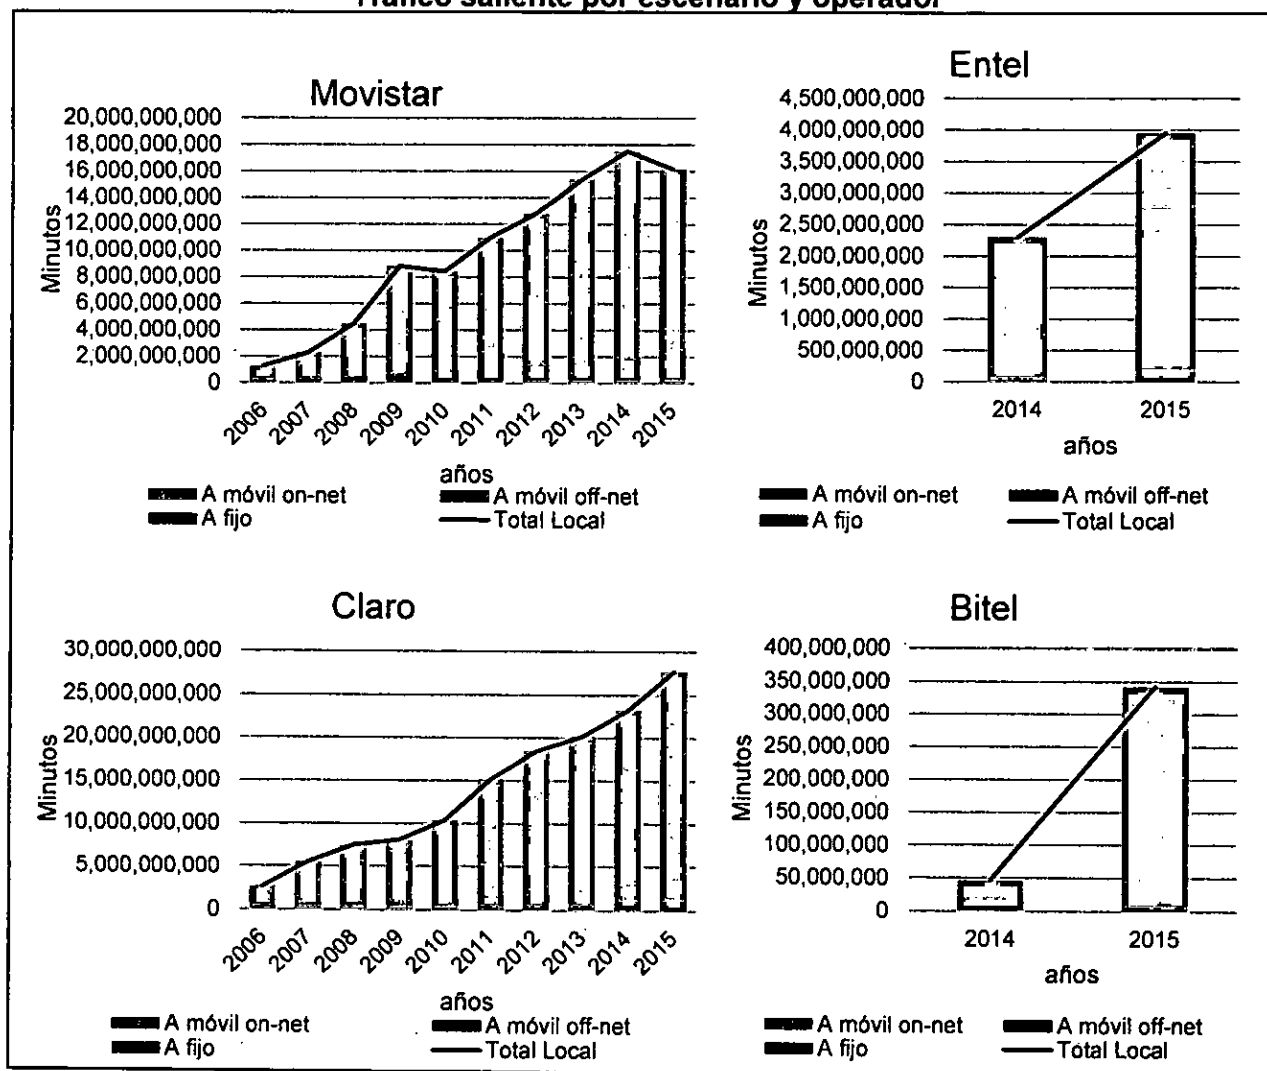 Tráfico saliente por escenario y operador
Movistar
20,000,000,000
18,000,000,000
16,000,000,000
14,000,000,000
12,000,000,000
10,000,000,000
8,000,000,000
6,000,000,000
4,000,000,000
2,000,000,000
0
Minutos
2006
2007
2008
2009
2010
2011
2012
2013
2014
2015
años
A móvil on-net
A móvil off-net
A fijo
Total Local
Entel
4,500,000,000
4,000,000,000
3,500,000,000
3,000,000,000
2,500,000,000
2,000,000,000
1,500,000,000
1,000,000,000
500,000,000
0
Minutos
2014
2015
años
A móvil on-net
A móvil off-net
A fijo
Total Local
Claro
30,000,000,000
25,000,000,000
20,000,000,000
15,000,000,000
10,000,000,000
5,000,000,000
0
Minutos
2006
2007
2008
2009
2010
2011
2012
2013
2014
2015
años
A móvil on-net
A móvil off-net
A fijo
Total Local
Bitel
400,000,000
350,000,000
300,000,000
250,000,000
200,000,000
150,000,000
100,000,000
50,000,000
0
Minutos
2014
2015
años
A móvil on-net
A móvil off-net
A fijo
Total Local